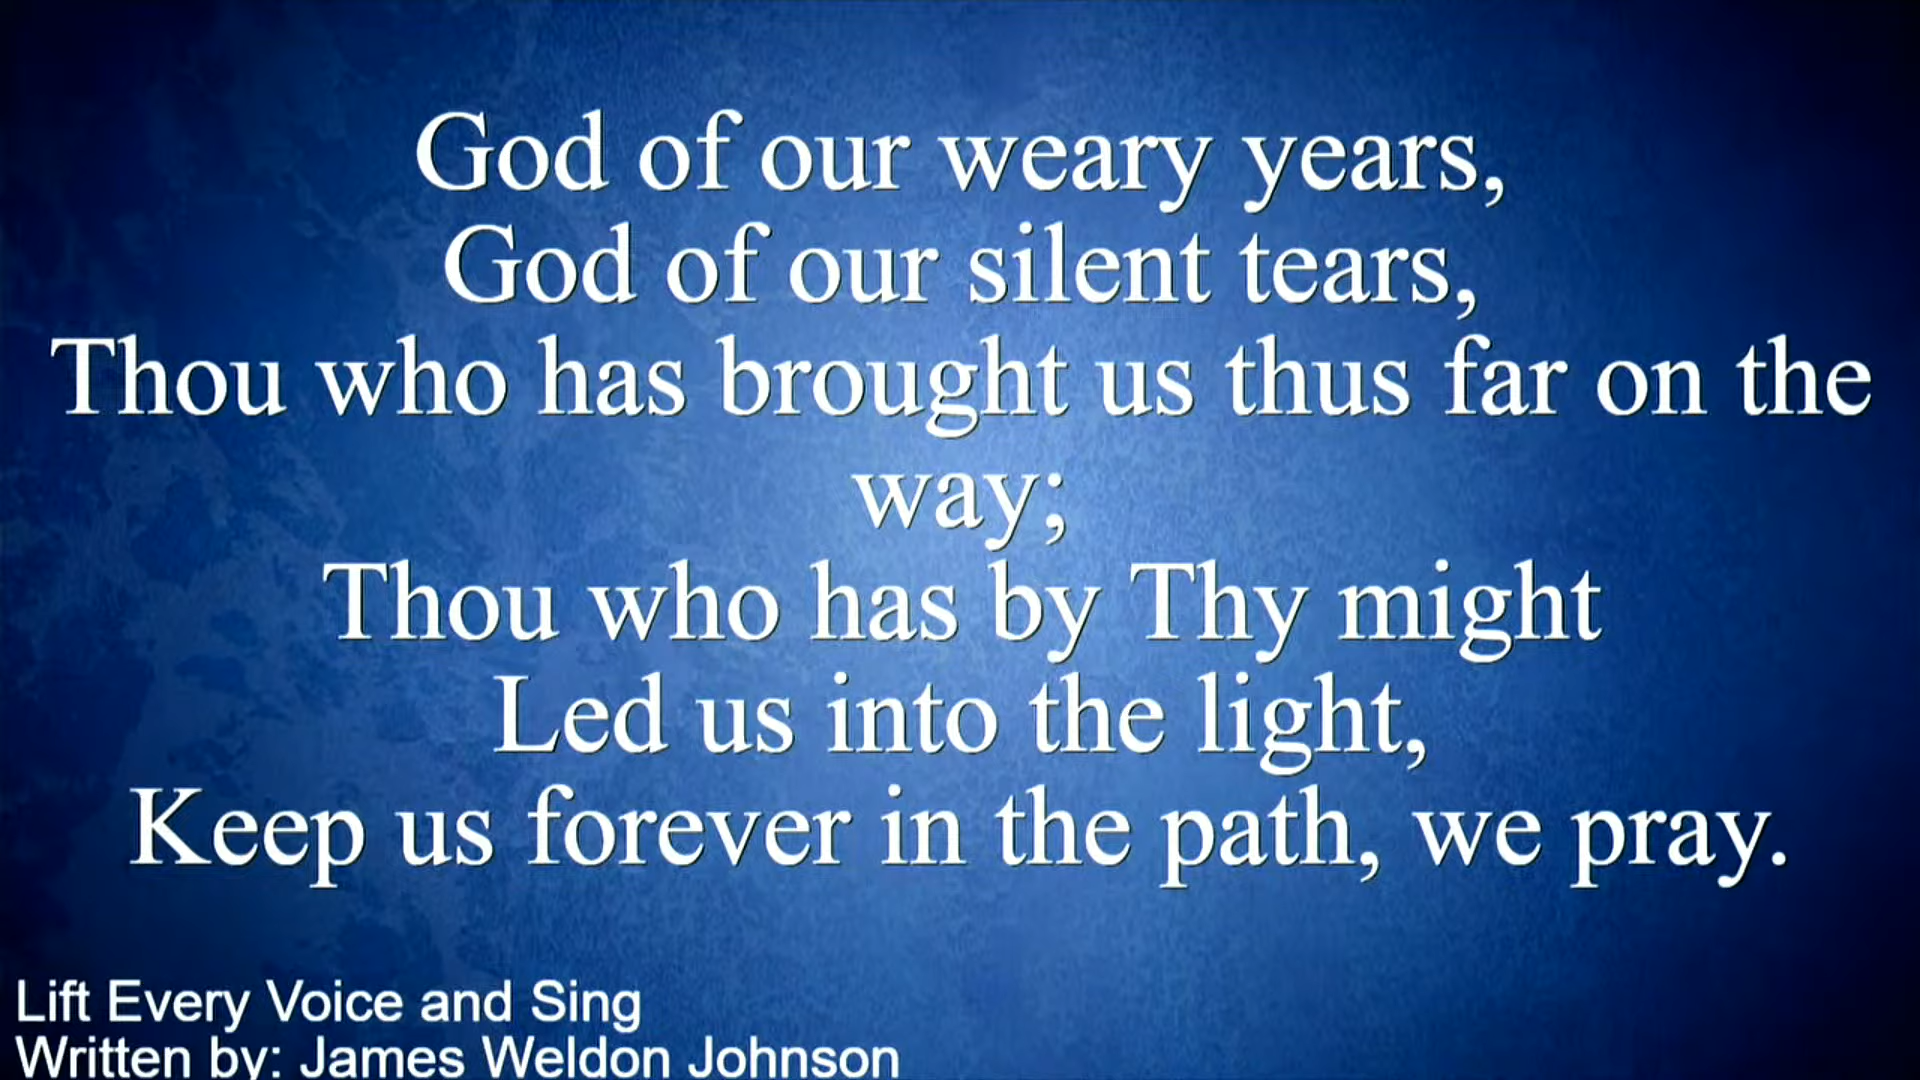 God of our weary years,
God of our silent tears,
Thou who has brought us thus far on the
way;
Thou who has by Thy might
Led us into the light,
Keep us forever in the path, we pray.
Lift Every Voice and Sing
Written by: James Weldon Johnson